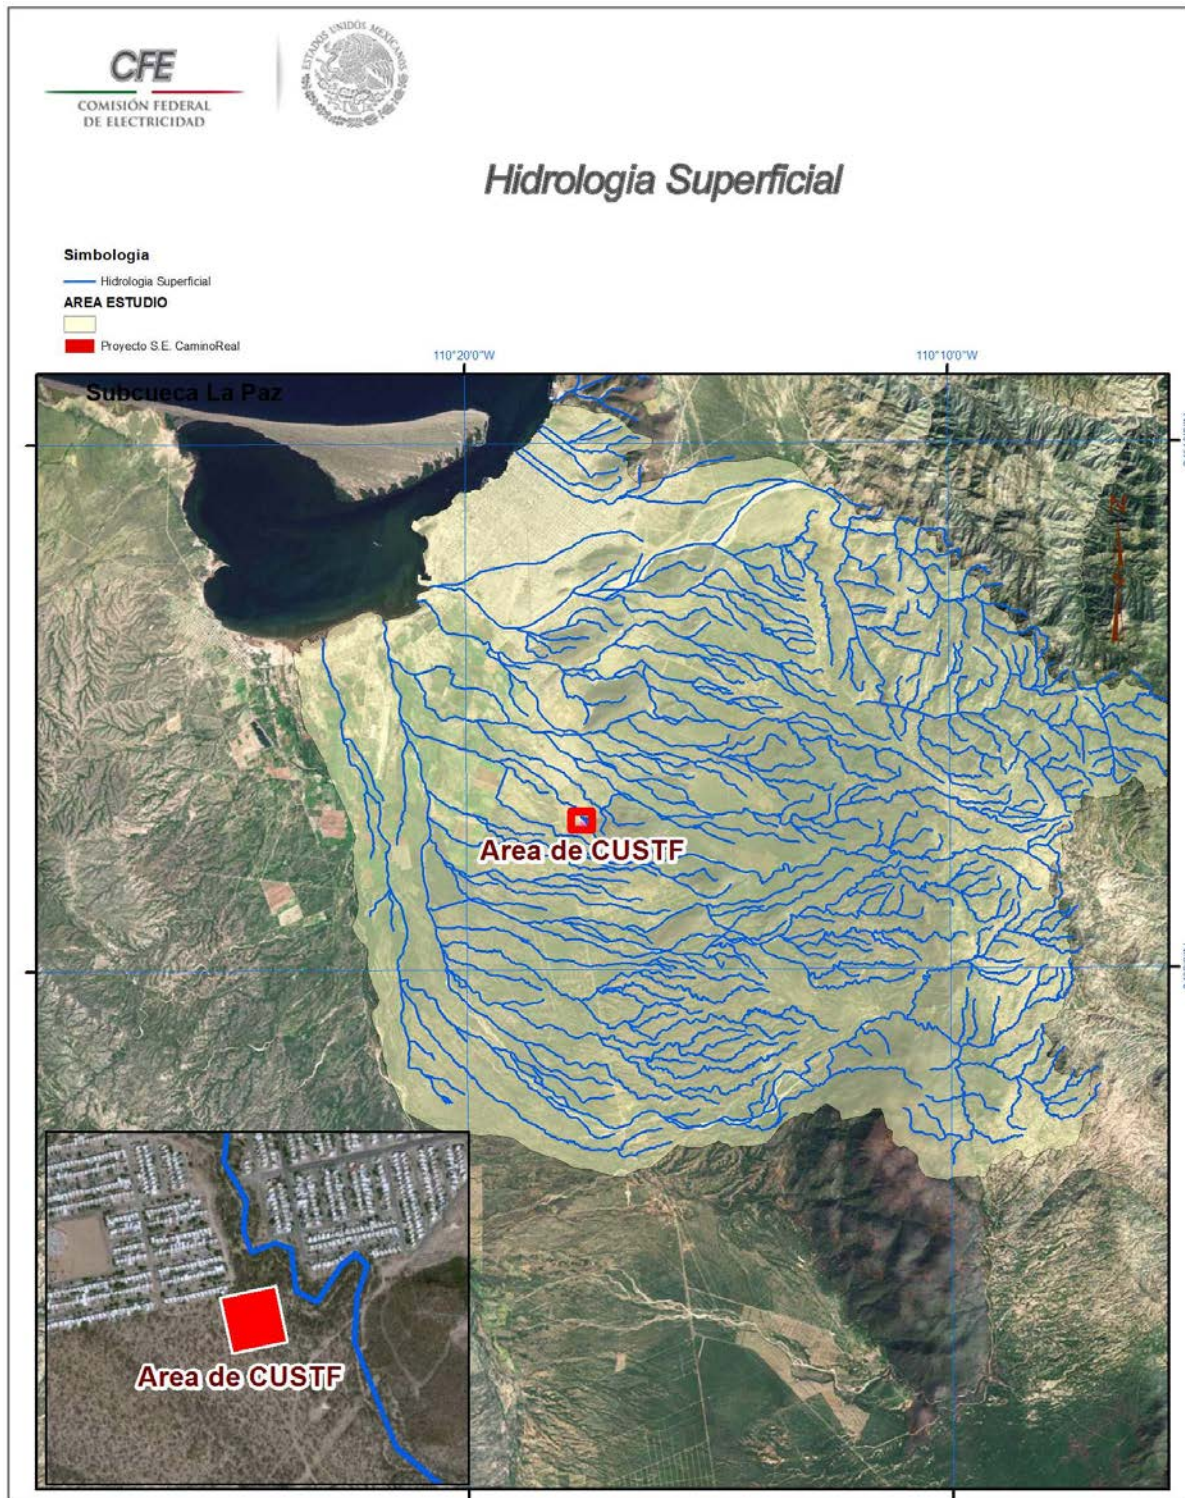 CFE
COMISIÓN FEDERAL
DE ELECTRICIDAD
ESTADOS UNIDOS MEXICANOS
Hidrologia Superficial
Simbologia
Hidrologia Superficial
AREA ESTUDIO
Proyecto S.E. CaminoReal
110°20'0"W
110°10'0"W
Subcueca La Paz
Area de CUSTF
Area de CUSTF